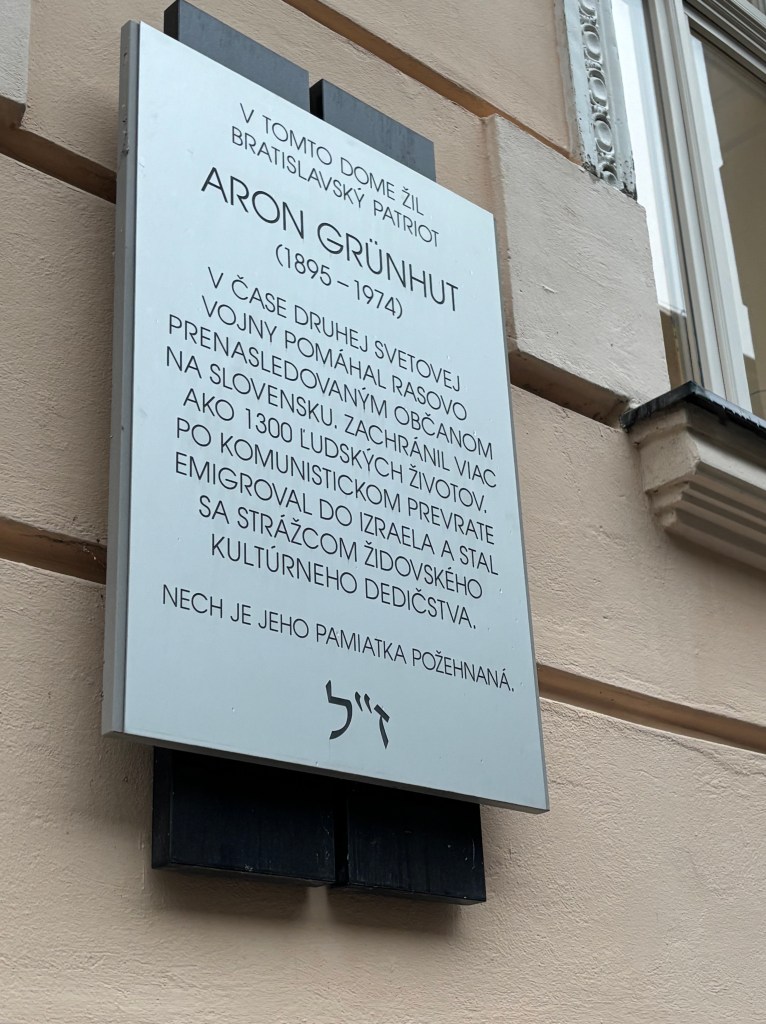 V TOMTO DOME ŽIL
BRATISLAVSKÝ PATRIOT
ARON GRÜNHUT
(1895 – 1974)
V ČASE DRUHEJ SVETOVEJ
VOJNY POMÁHAL RASOVO
PRENASLEDOVANÝM OBČANOM
NA SLOVENSKU. ZACHRÁNIL VIAC
AKO 1300 ĽUDSKÝCH ŽIVOTOV.
PO KOMUNISTICKOM PREVRATE
EMIGROVAL DO IZRAELA A STAL
SA STRÁŽCOM ŽIDOVSKÉHO
KULTÚRNEHO DEDIČSTVA.
NECH JE JEHO PAMIATKA POŽEHNANÁ.
ז״ל